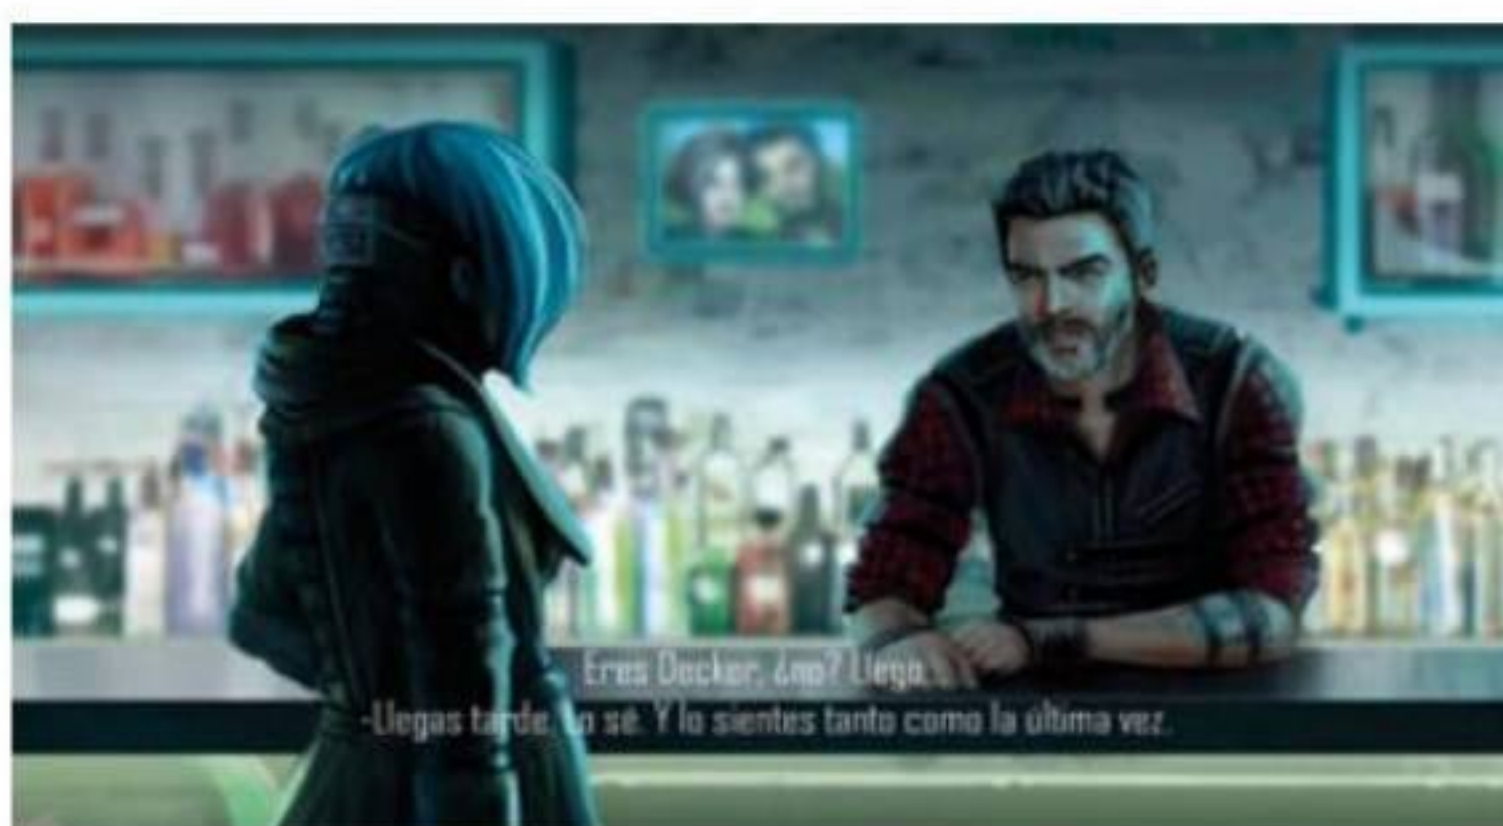 Eres Decker, ¿no? Llego...
-Llegas tarde. Lo sé. Y lo sientes tanto como la última vez.